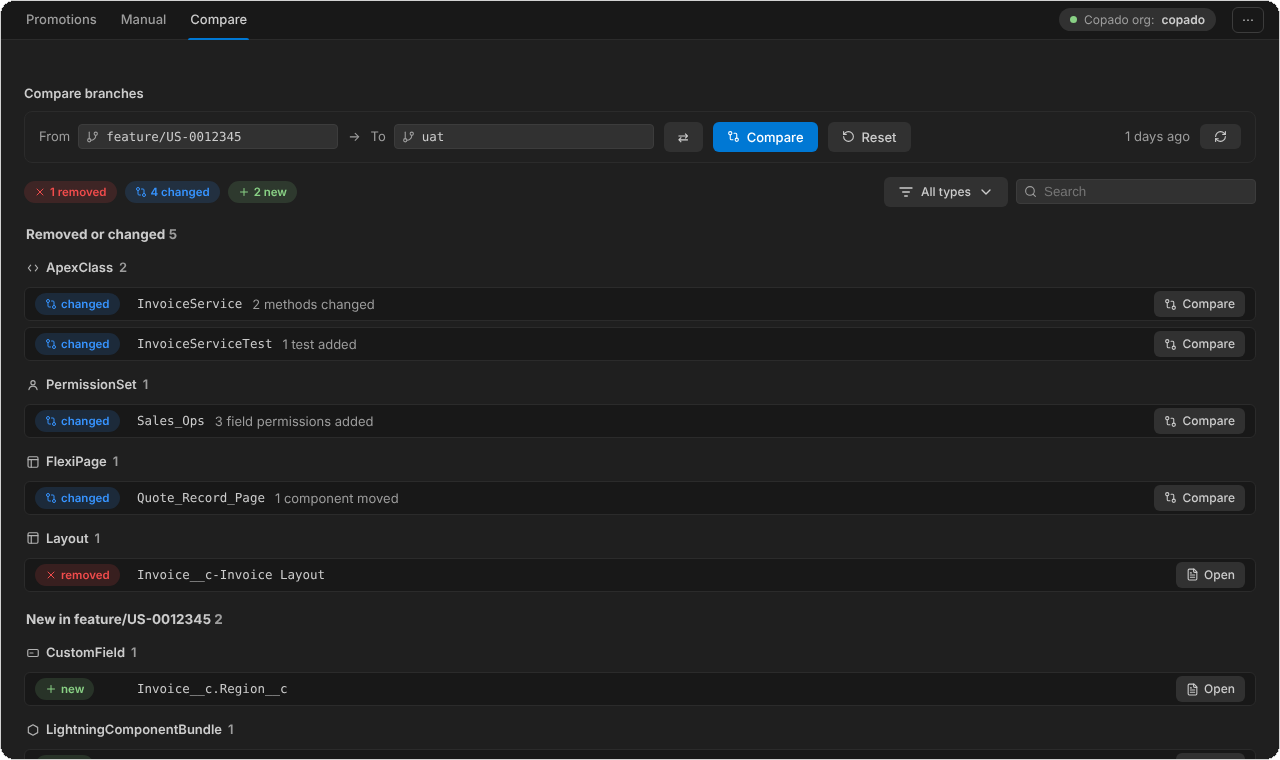 Promotions Manual Compare Copado org: copado ...
Compare branches
From feature/US-0012345 → To uat ⇄ Compare Reset 1 days ago
1 removed 4 changed + 2 new All types Search
Removed or changed 5
ApexClass 2
changed InvoiceService 2 methods changed Compare
changed InvoiceServiceTest 1 test added Compare
PermissionSet 1
changed Sales_Ops 3 field permissions added Compare
FlexiPage 1
changed Quote_Record_Page 1 component moved Compare
Layout 1
removed Invoice__c-Invoice Layout Open
New in feature/US-0012345 2
CustomField 1
+ new Invoice__c.Region__c Open
LightningComponentBundle 1